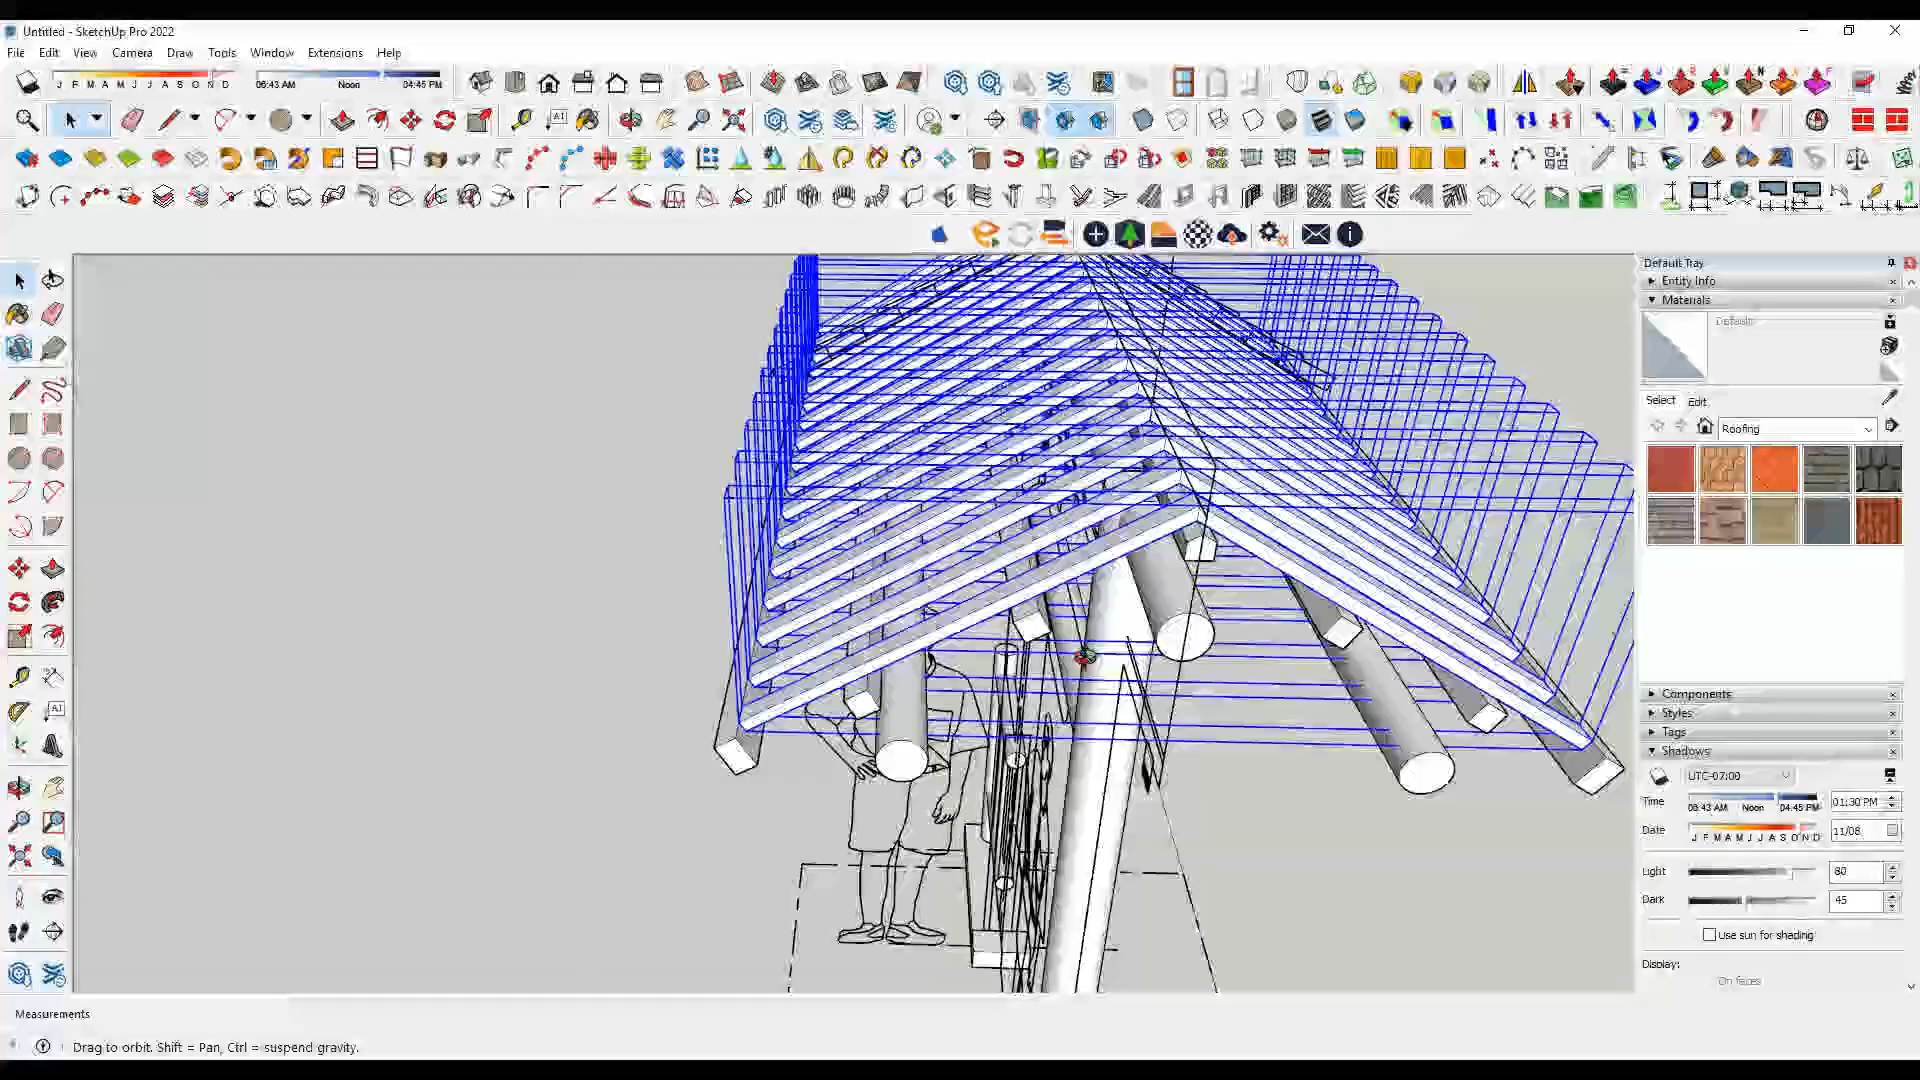 Untitled - SketchUp Pro 2022
File Edit View Camera Draw Tools Window Extensions Help
J F M A M J J A S O N D 06:43 AM Noon 04:45 PM
AI
Default Tray
Entity Info
Materials
Default
Select Edit
Roofing
AI
Components
Styles
Tags
Shadows
UTC-07:00
Time 06:43 AM Noon 04:45 PM 01:30 PM
Date J F M A M J J A S O N D 11/08
Light 80
Dark 45
Use sun for shading
Display:
On faces
Measurements
Drag to orbit. Shift = Pan, Ctrl = suspend gravity.